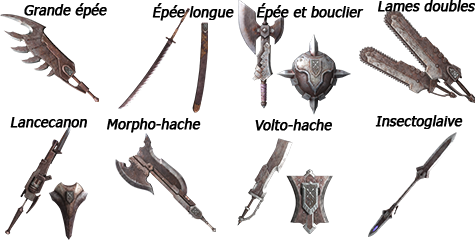 Grande épée
Épée longue
Épée et bouclier
Lames doubles
Lancecanon
Morpho-hache
Volto-hache
Insectoglaive